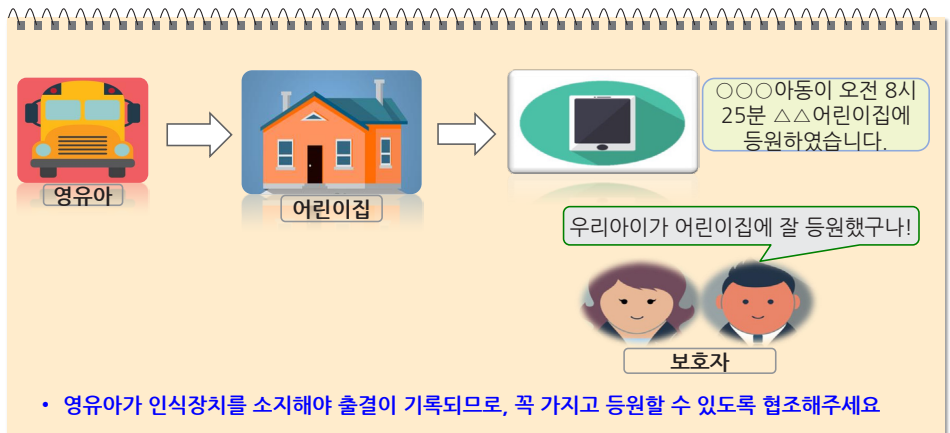 ○○○아동이 오전 8시
25분 △△어린이집에
등원하였습니다.
영유아
어린이집
우리아이가 어린이집에 잘 등원했구나!
보호자
• 영유아가 인식장치를 소지해야 출결이 기록되므로, 꼭 가지고 등원할 수 있도록 협조해주세요